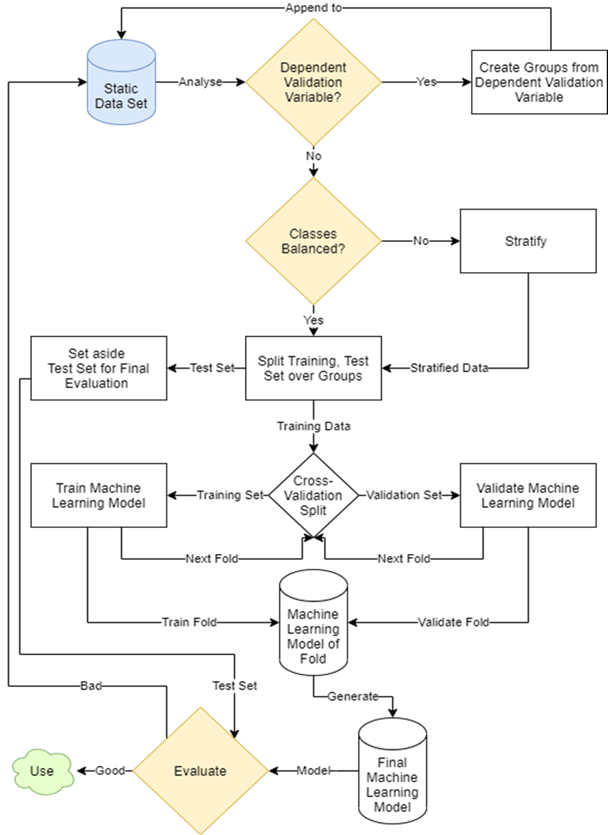 Append to
Static
Data Set
Analyse
Dependent
Validation
Variable?
Yes
Create Groups from
Dependent Validation
Variable
No
Classes
Balanced?
No
Stratify
Yes
Set aside
Test Set for Final
Evaluation
Test Set
Split Training, Test
Set over Groups
Stratified Data
Training Data
Train Machine
Learning Model
Training Set
Cross-
Validation
Split
Validation Set
Validate Machine
Learning Model
Next Fold
Next Fold
Train Fold
Machine
Learning
Model of
Fold
Validate Fold
Bad
Test Set
Generate
Use
Good
Evaluate
Model
Final
Machine
Learning
Model